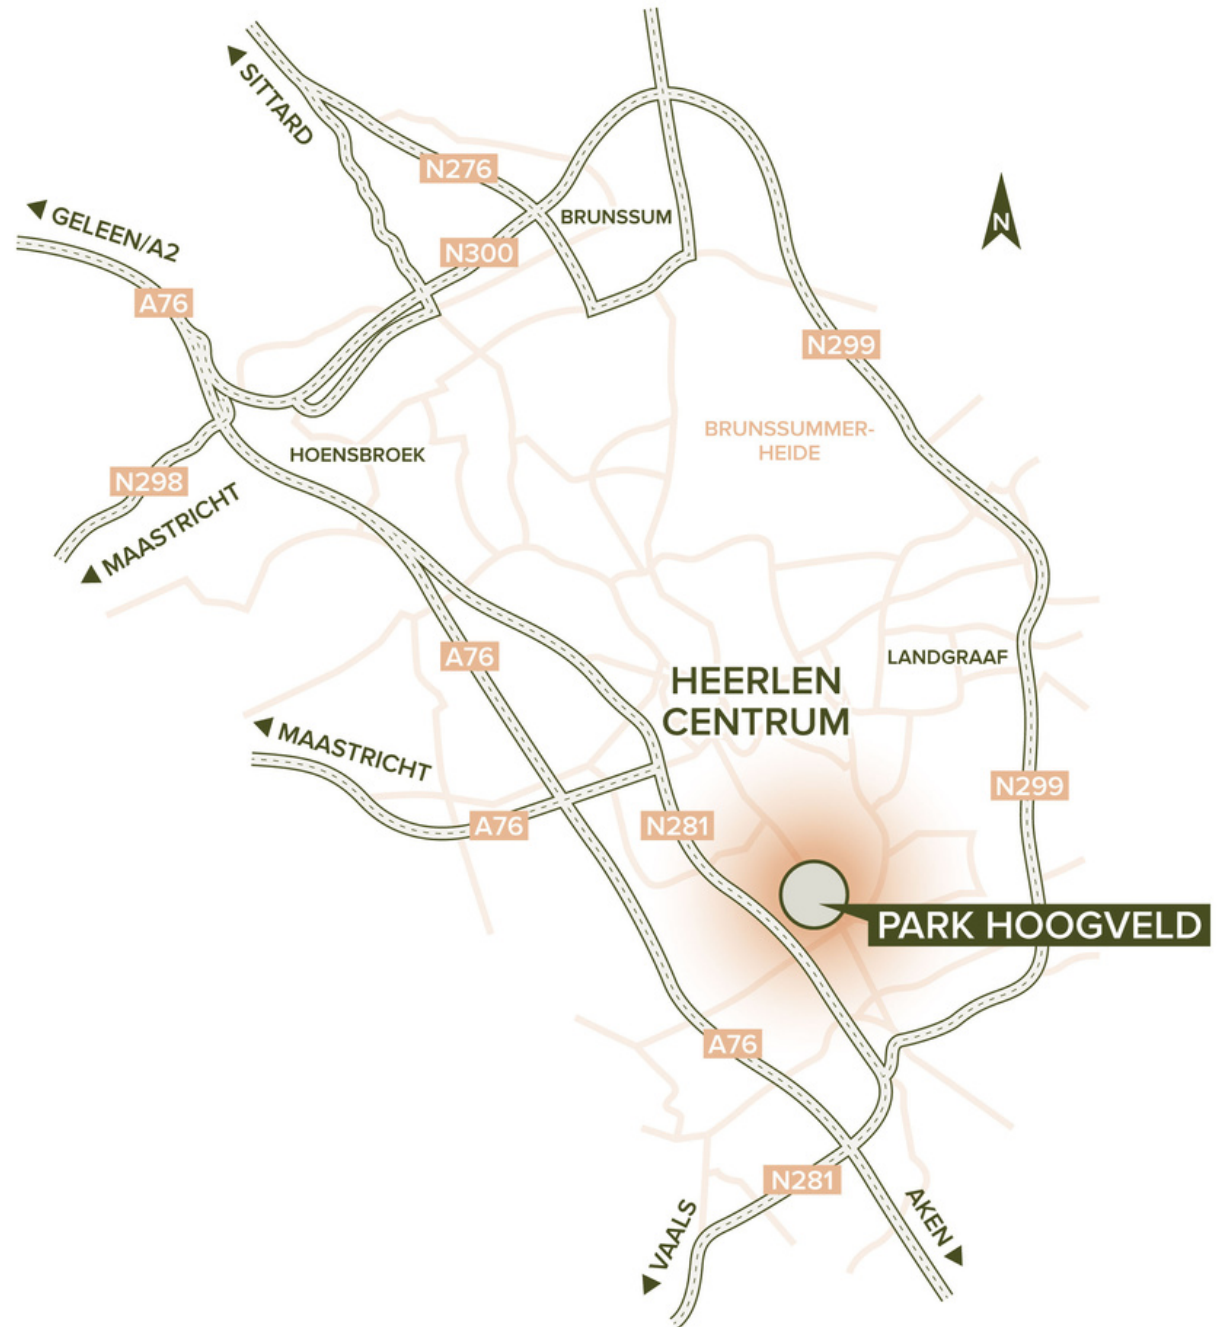 SITTARD
N276
GELEEN/A2
BRUNSSUM
N
N300
A76
N299
BRUNSSUMMER-
HEIDE
HOENSBROEK
N298
MAASTRICHT
A76
LANDGRAAF
HEERLEN
CENTRUM
MAASTRICHT
N299
A76
N281
PARK HOOGVELD
A76
N281
VAALS
AKEN